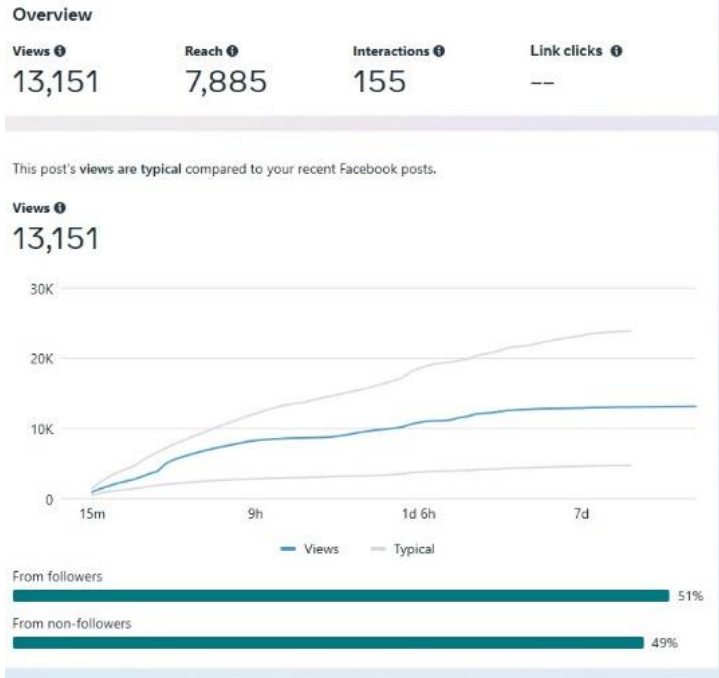 Overview
Views Reach Interactions Link clicks
13,151 7,885 155 --
This post's views are typical compared to your recent Facebook posts.
Views
13,151
30K
20K
10K
0
15m 9h 1d 6h 7d
Views Typical
From followers
51%
From non-followers
49%